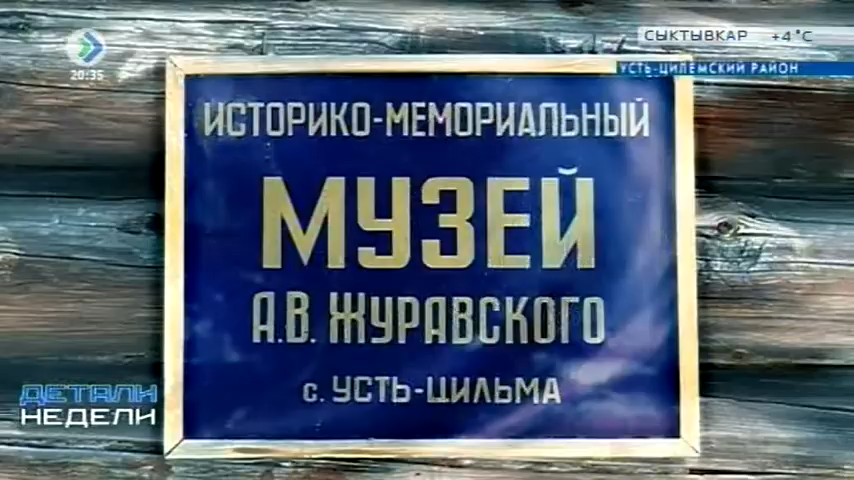 СЫКТЫВКАР +4°C
20:35
УСТЬ-ЦИЛЕМСКИЙ РАЙОН
ИСТОРИКО-МЕМОРИАЛЬНЫЙ
МУЗЕЙ
А.В. ЖУРАВСКОГО
с. УСТЬ-ЦИЛЬМА
ДЕТАЛИ
НЕДЕЛИ